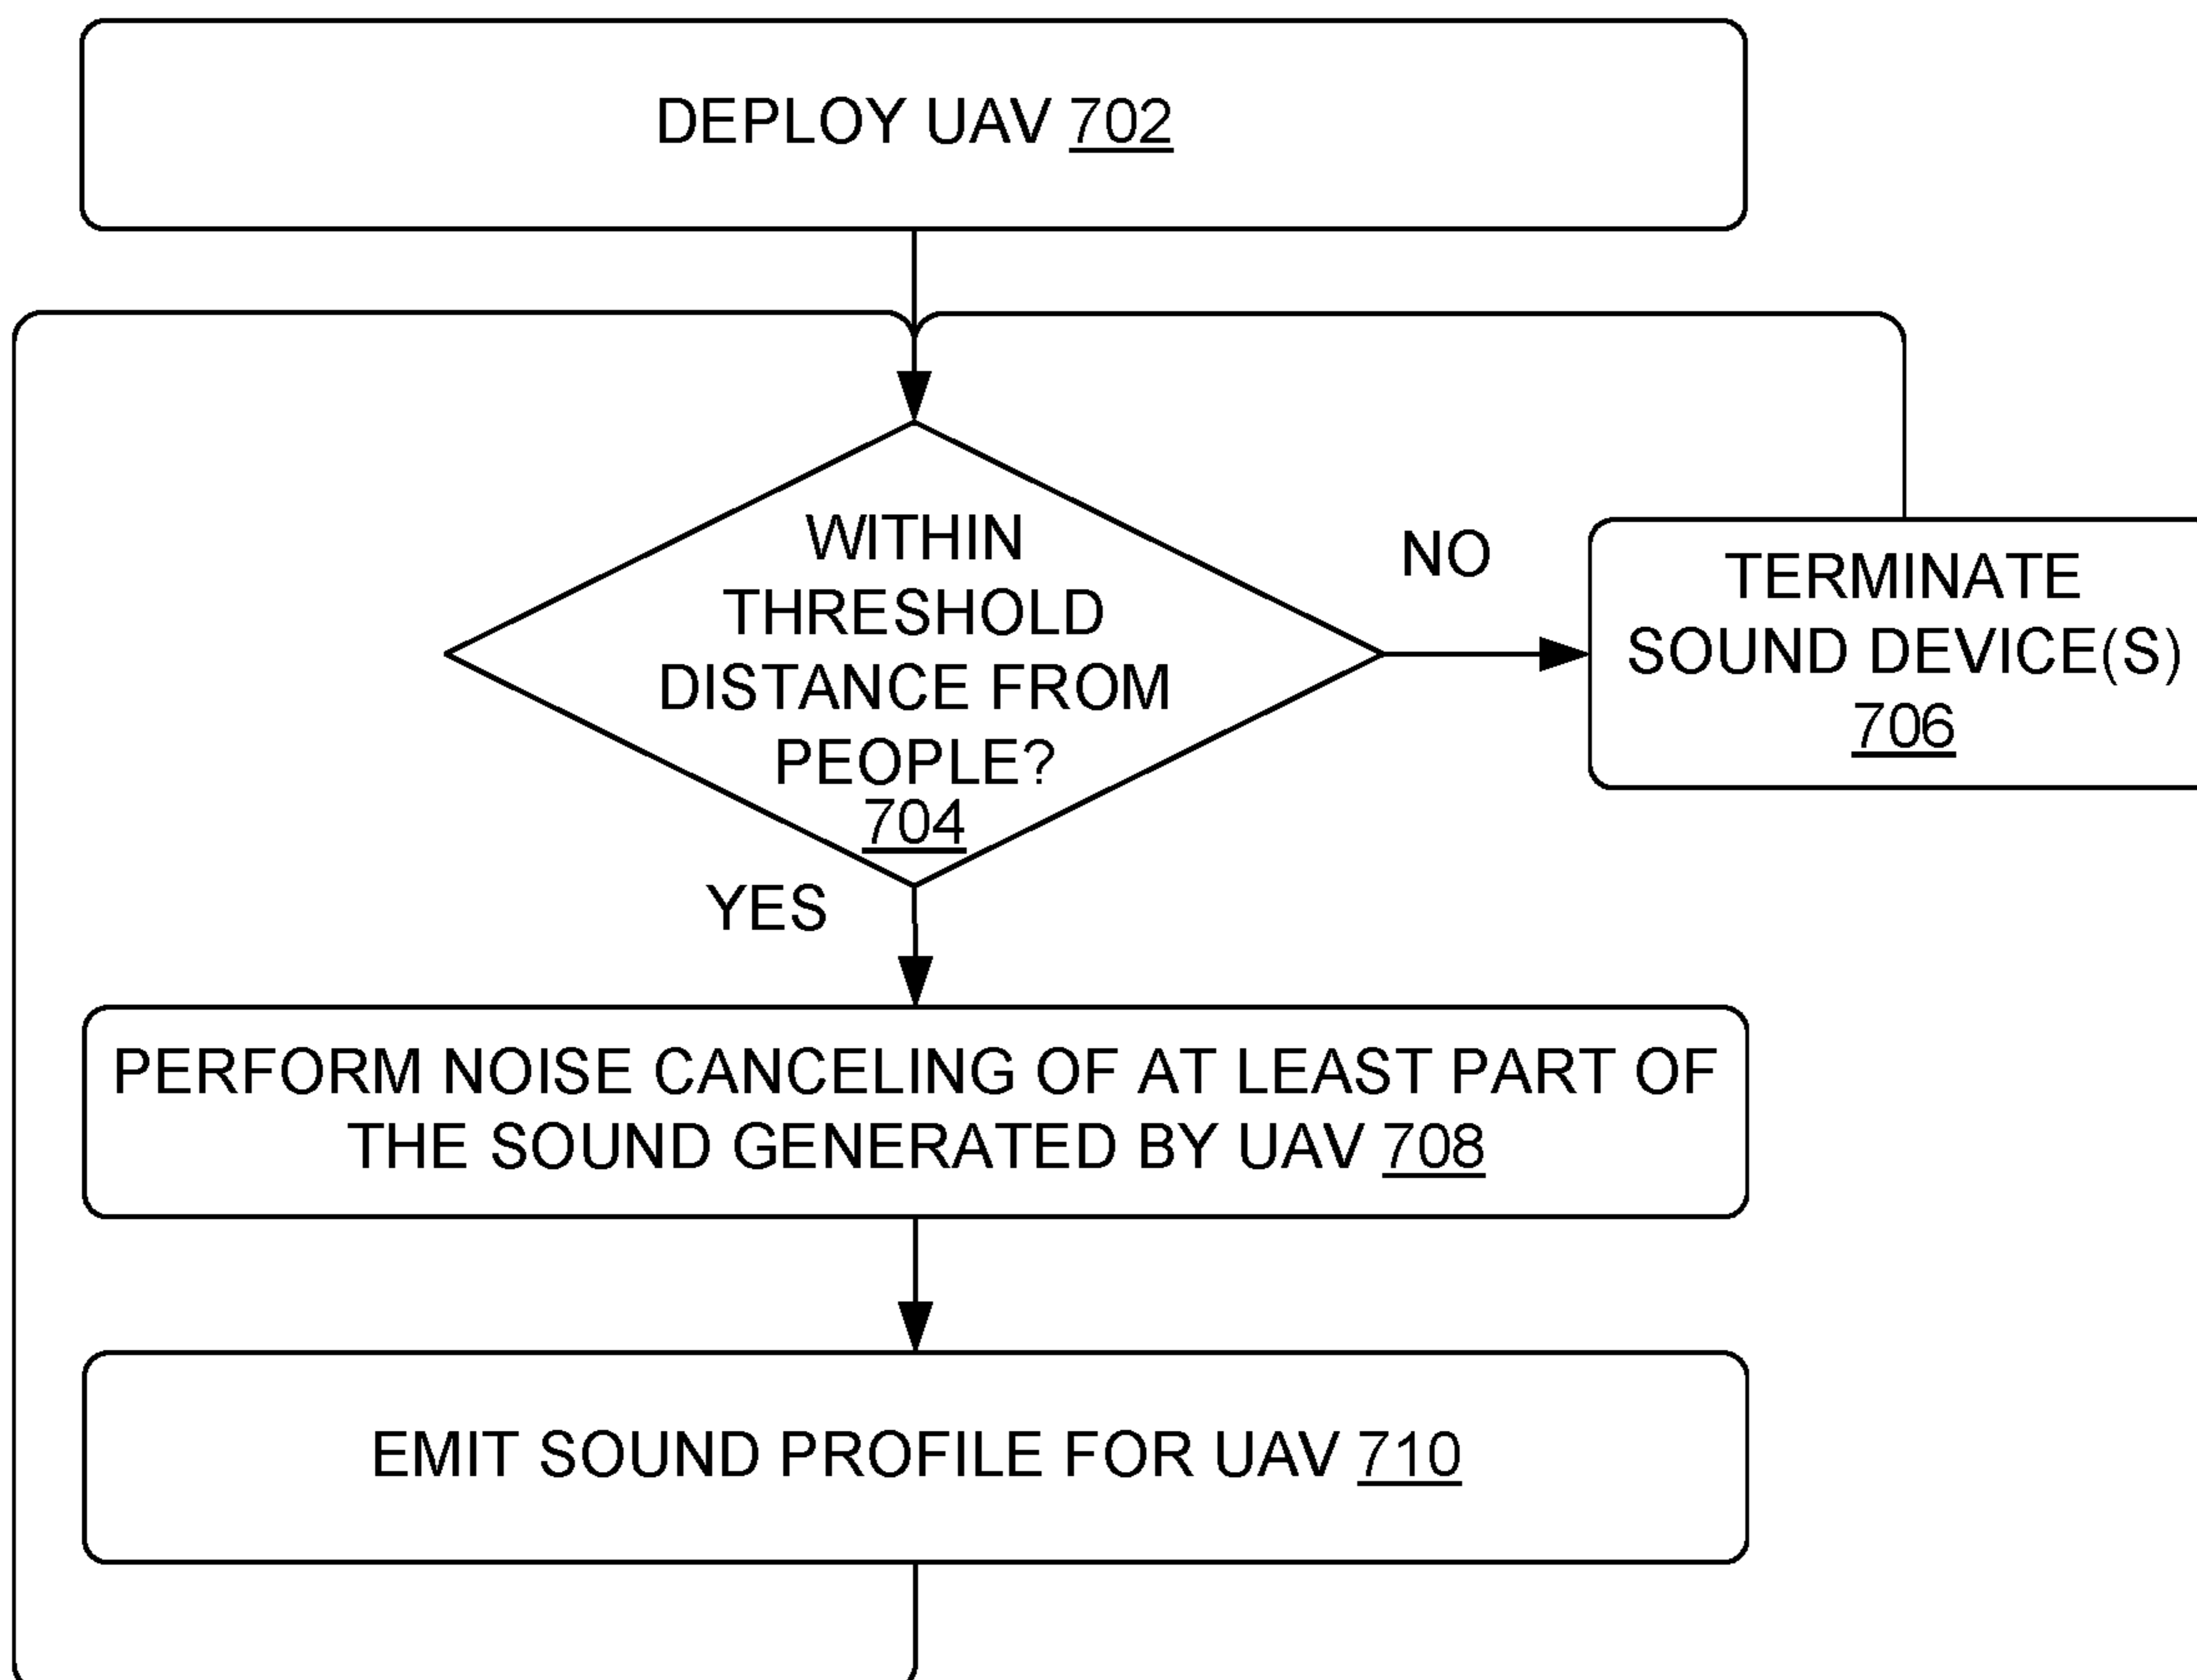 DEPLOY UAV 702
WITHIN
THRESHOLD
DISTANCE FROM
PEOPLE?
704
NO
TERMINATE
SOUND DEVICE(S)
706
YES
PERFORM NOISE CANCELING OF AT LEAST PART OF
THE SOUND GENERATED BY UAV 708
EMIT SOUND PROFILE FOR UAV 710